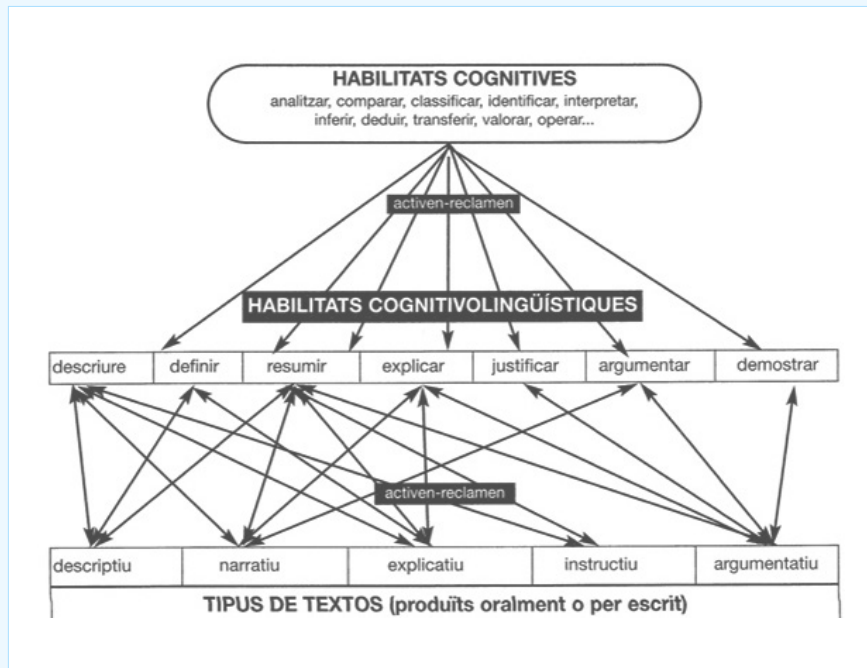 HABILITATS COGNITIVES
analitzar, comparar, classificar, identificar, interpretar,
inferir, deduir, transferir, valorar, operar...
activen-reclamen
HABILITATS COGNITIVOLINGÜÍSTIQUES
descriure definir resumir explicar justificar argumentar demostrar
activen-reclamen
descriptiu narratiu explicatiu instructiu argumentatiu
TIPUS DE TEXTOS (produïts oralment o per escrit)